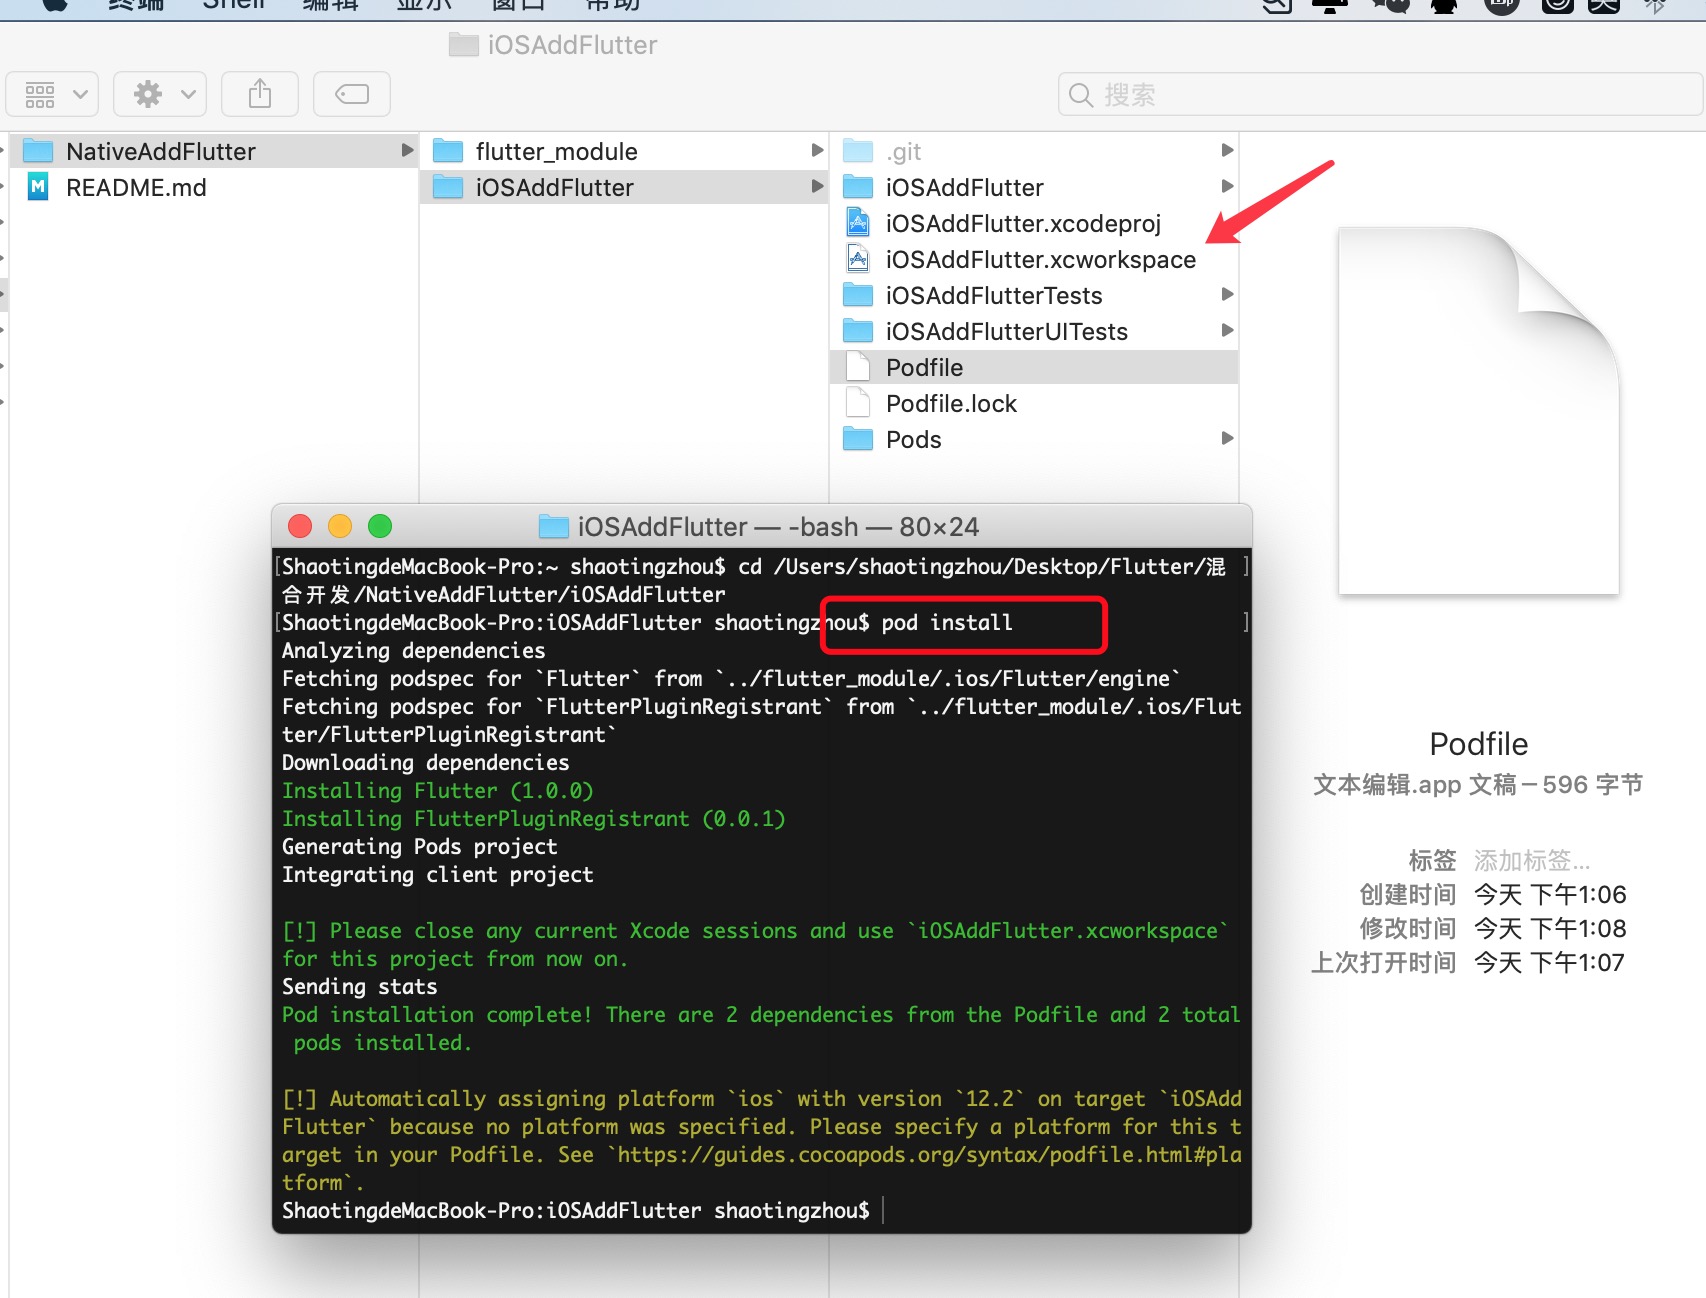 终端 Shell 编辑 显示 窗口 帮助
iOSAddFlutter
搜索
NativeAddFlutter
README.md
flutter_module
iOSAddFlutter
.git
iOSAddFlutter
iOSAddFlutter.xcodeproj
iOSAddFlutter.xcworkspace
iOSAddFlutterTests
iOSAddFlutterUITests
Podfile
Podfile.lock
Pods
iOSAddFlutter — -bash — 80×24
[ShaotingdeMacBook-Pro:~ shaotingzhou$ cd /Users/shaotingzhou/Desktop/Flutter/混 ]
合开发/NativeAddFlutter/iOSAddFlutter
[ShaotingdeMacBook-Pro:iOSAddFlutter shaotingzhou$ pod install ]
Analyzing dependencies
Fetching podspec for `Flutter` from `../flutter_module/.ios/Flutter/engine`
Fetching podspec for `FlutterPluginRegistrant` from `../flutter_module/.ios/Flut
ter/FlutterPluginRegistrant`
Downloading dependencies
Installing Flutter (1.0.0)
Installing FlutterPluginRegistrant (0.0.1)
Generating Pods project
Integrating client project
[!] Please close any current Xcode sessions and use `iOSAddFlutter.xcworkspace`
for this project from now on.
Sending stats
Pod installation complete! There are 2 dependencies from the Podfile and 2 total
pods installed.
[!] Automatically assigning platform `ios` with version `12.2` on target `iOSAdd
Flutter` because no platform was specified. Please specify a platform for this t
arget in your Podfile. See `https://guides.cocoapods.org/syntax/podfile.html#pla
tform`.
ShaotingdeMacBook-Pro:iOSAddFlutter shaotingzhou$
Podfile
文本编辑.app 文稿 – 596 字节
标签 添加标签...
创建时间 今天 下午1:06
修改时间 今天 下午1:08
上次打开时间 今天 下午1:07